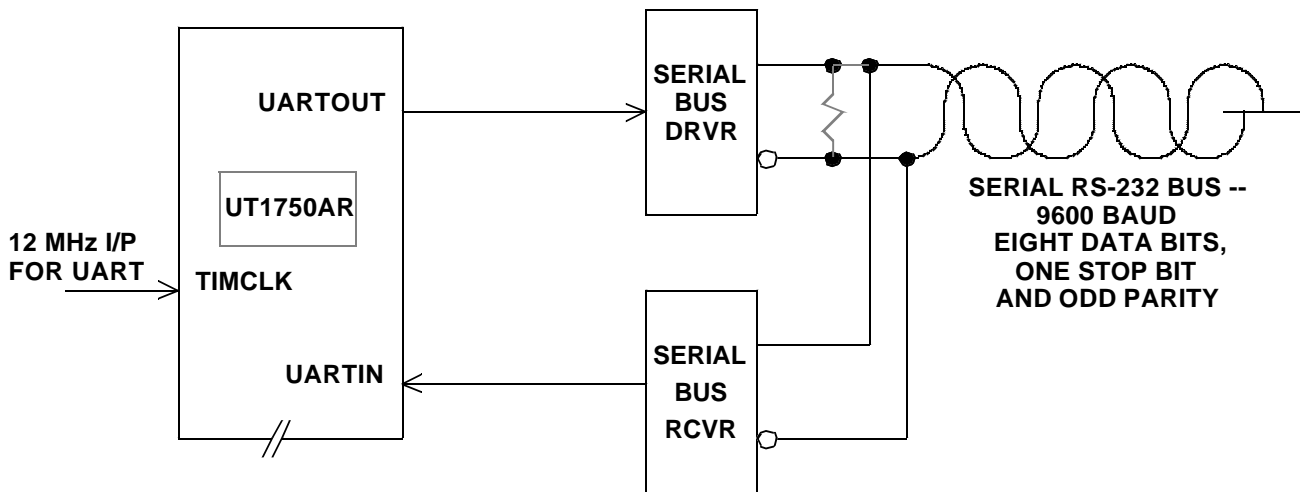 UARTOUT
UT1750AR
12 MHz I/P
FOR UART
TIMCLK
UARTIN
SERIAL
BUS
DRVR
SERIAL
BUS
RCVR
SERIAL RS-232 BUS --
9600 BAUD
EIGHT DATA BITS,
ONE STOP BIT
AND ODD PARITY